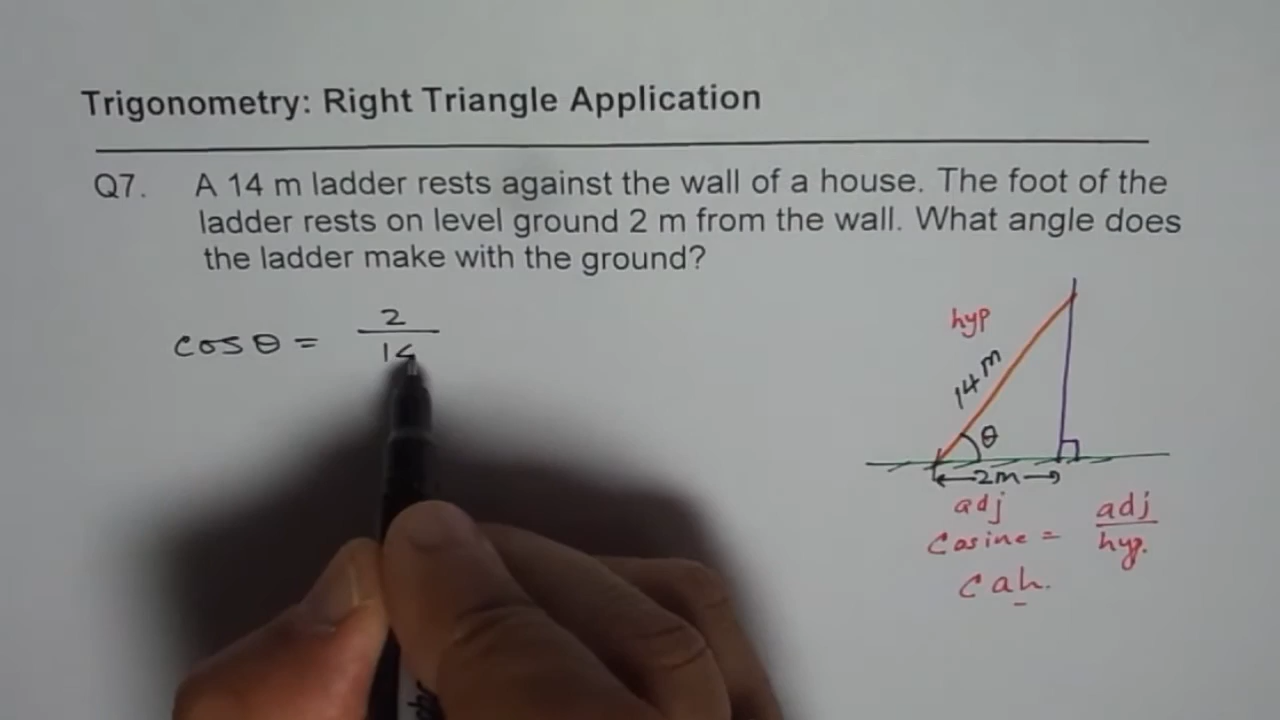 Trigonometry: Right Triangle Application
Q7. A 14 m ladder rests against the wall of a house. The foot of the
ladder rests on level ground 2 m from the wall. What angle does
the ladder make with the ground?
cos θ = 2
14
hyp
14 m
θ
2m
adj
cosine = adj
hyp.
cah.